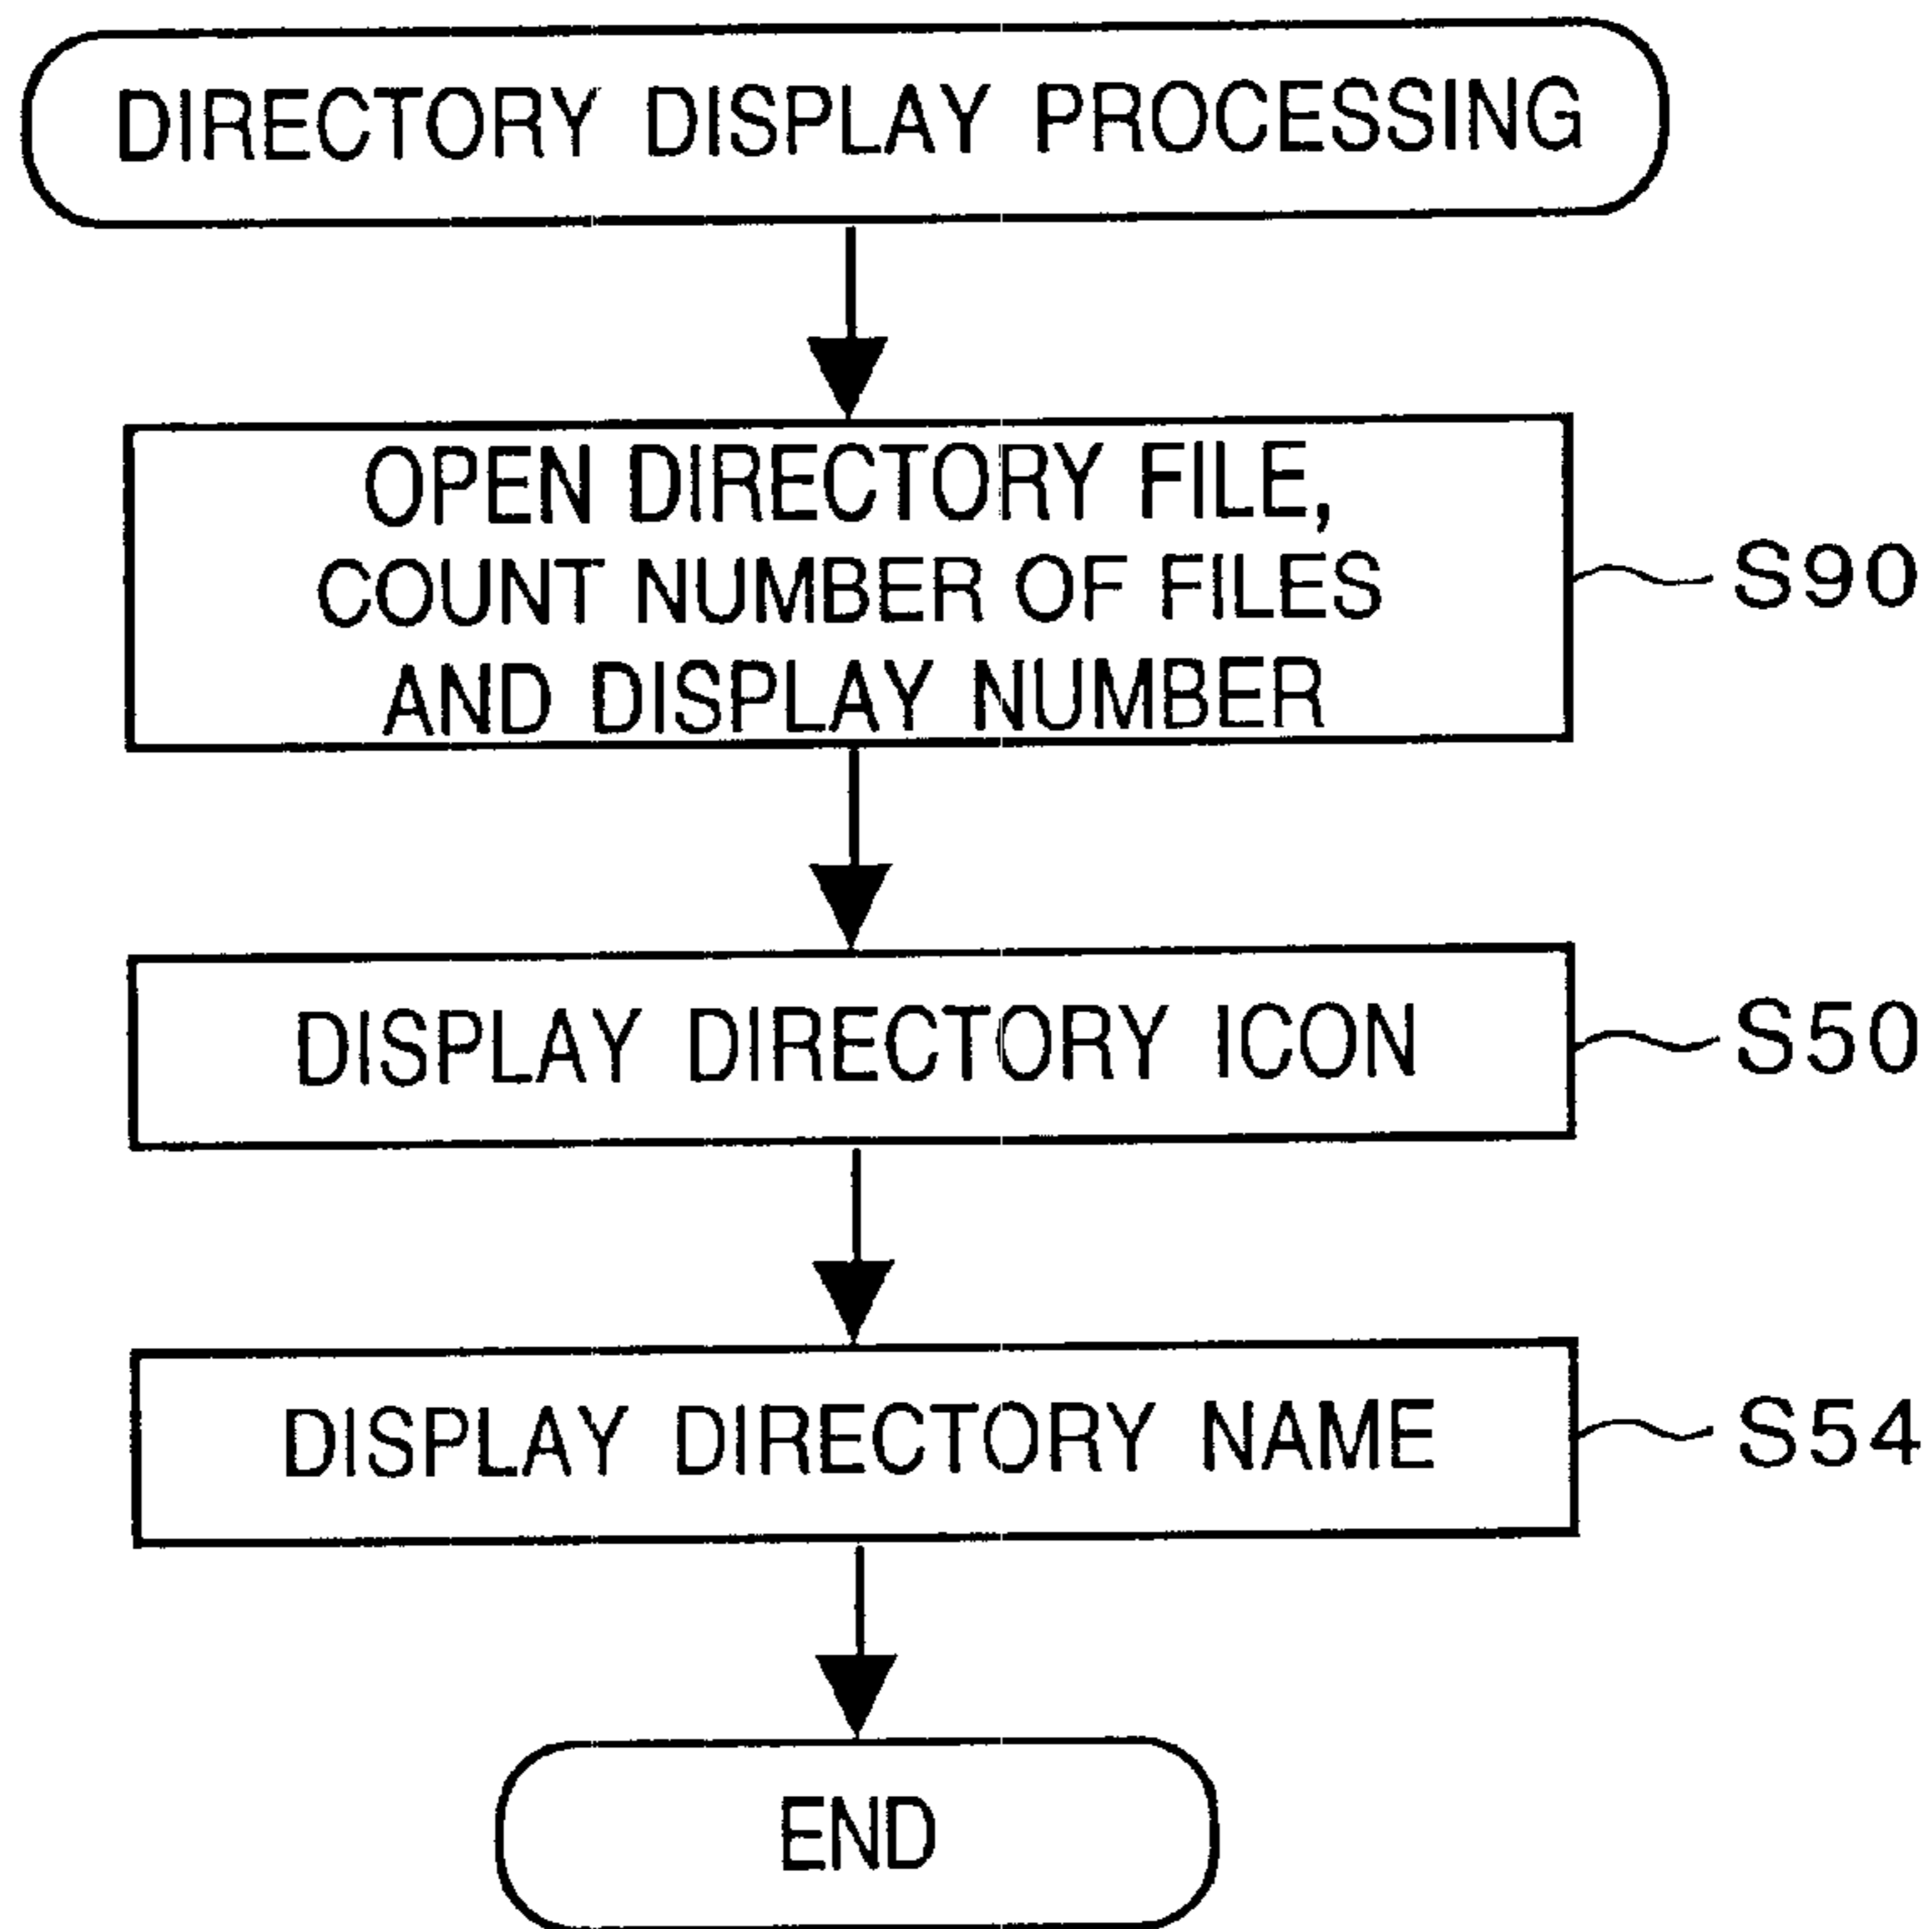 DIRECTORY DISPLAY PROCESSING
OPEN DIRECTORY FILE,
COUNT NUMBER OF FILES
AND DISPLAY NUMBER
S90
DISPLAY DIRECTORY ICON
S50
DISPLAY DIRECTORY NAME
S54
END